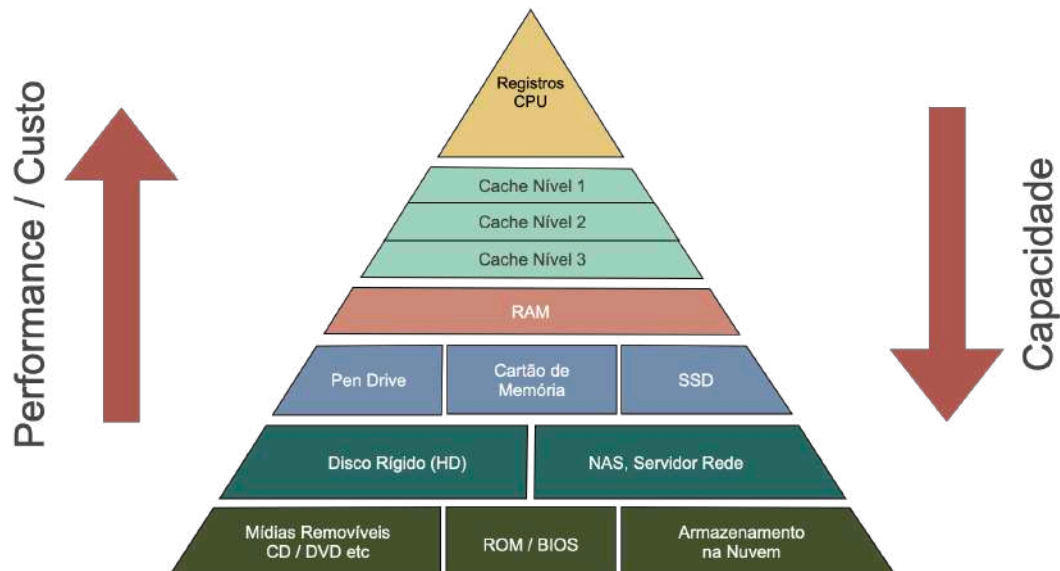 Performance / Custo
Registros
CPU
Cache Nível 1
Cache Nível 2
Cache Nível 3
RAM
Pen Drive
Cartão de
Memória
SSD
Disco Rígido (HD)
NAS, Servidor Rede
Mídias Removíveis
CD / DVD etc
ROM / BIOS
Armazenamento
na Nuvem
Capacidade